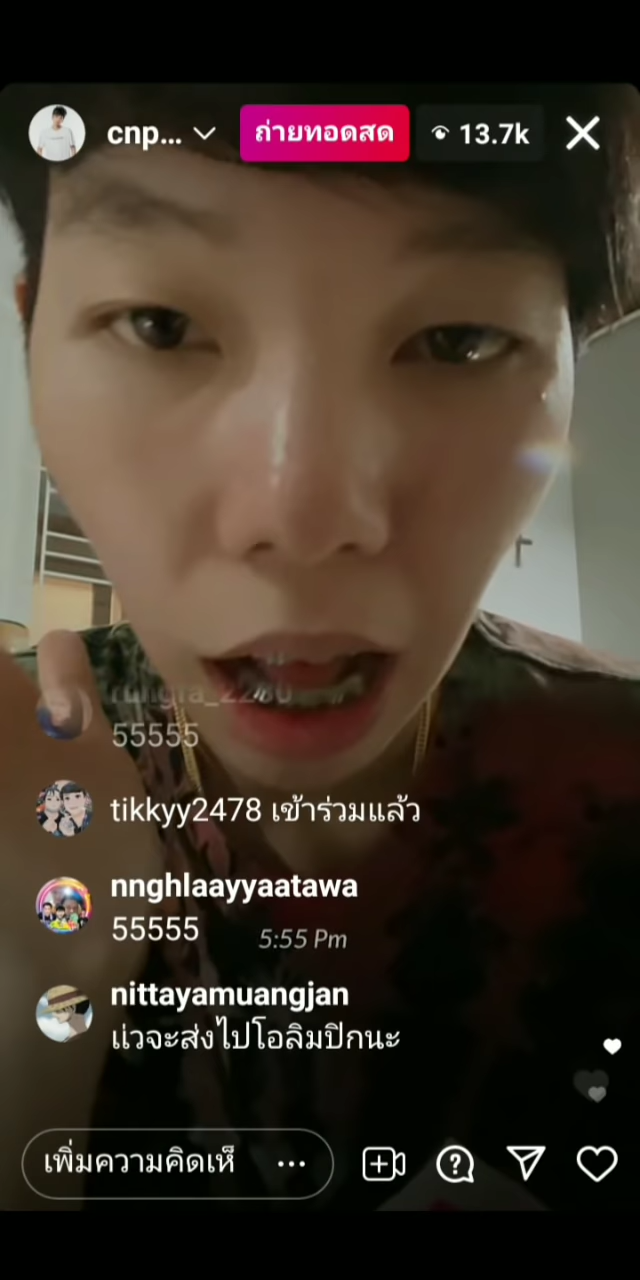 cnp...
ถ่ายทอดสด
13.7k
55555
tikkyy2478 เข้าร่วมแล้ว
nnghlaayyaatawa
55555
5:55 Pm
nittayamuangjan
เเ่วจะส่งไปโอลิมปิกนะ
เพิ่มความคิดเห็